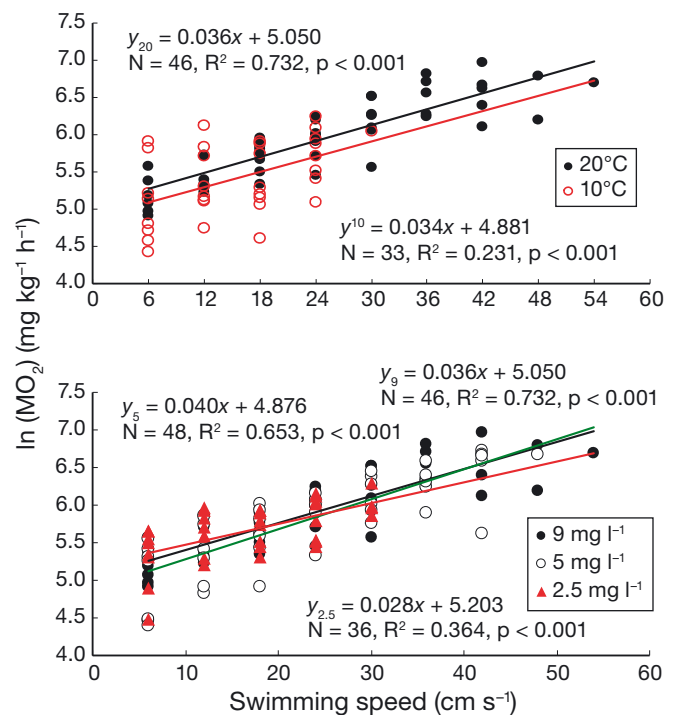 y₂₀ = 0.036x + 5.050
N = 46, R² = 0.732, p < 0.001
7.0
6.5
6.0
5.5
5.0
4.5
4.0
20°C
10°C
y¹⁰ = 0.034x + 4.881
N = 33, R² = 0.231, p < 0.001
0 6 12 18 24 30 36 42 48 54 60
ln (MO₂) (mg kg⁻¹ h⁻¹)
y₉ = 0.036x + 5.050
N = 46, R² = 0.732, p < 0.001
y₅ = 0.040x + 4.876
N = 48, R² = 0.653, p < 0.001
7.5
7.0
6.5
6.0
5.5
5.0
4.5
4.0
9 mg l⁻¹
5 mg l⁻¹
2.5 mg l⁻¹
y₂.₅ = 0.028x + 5.203
N = 36, R² = 0.364, p < 0.001
0 10 20 30 40 50 60
Swimming speed (cm s⁻¹)